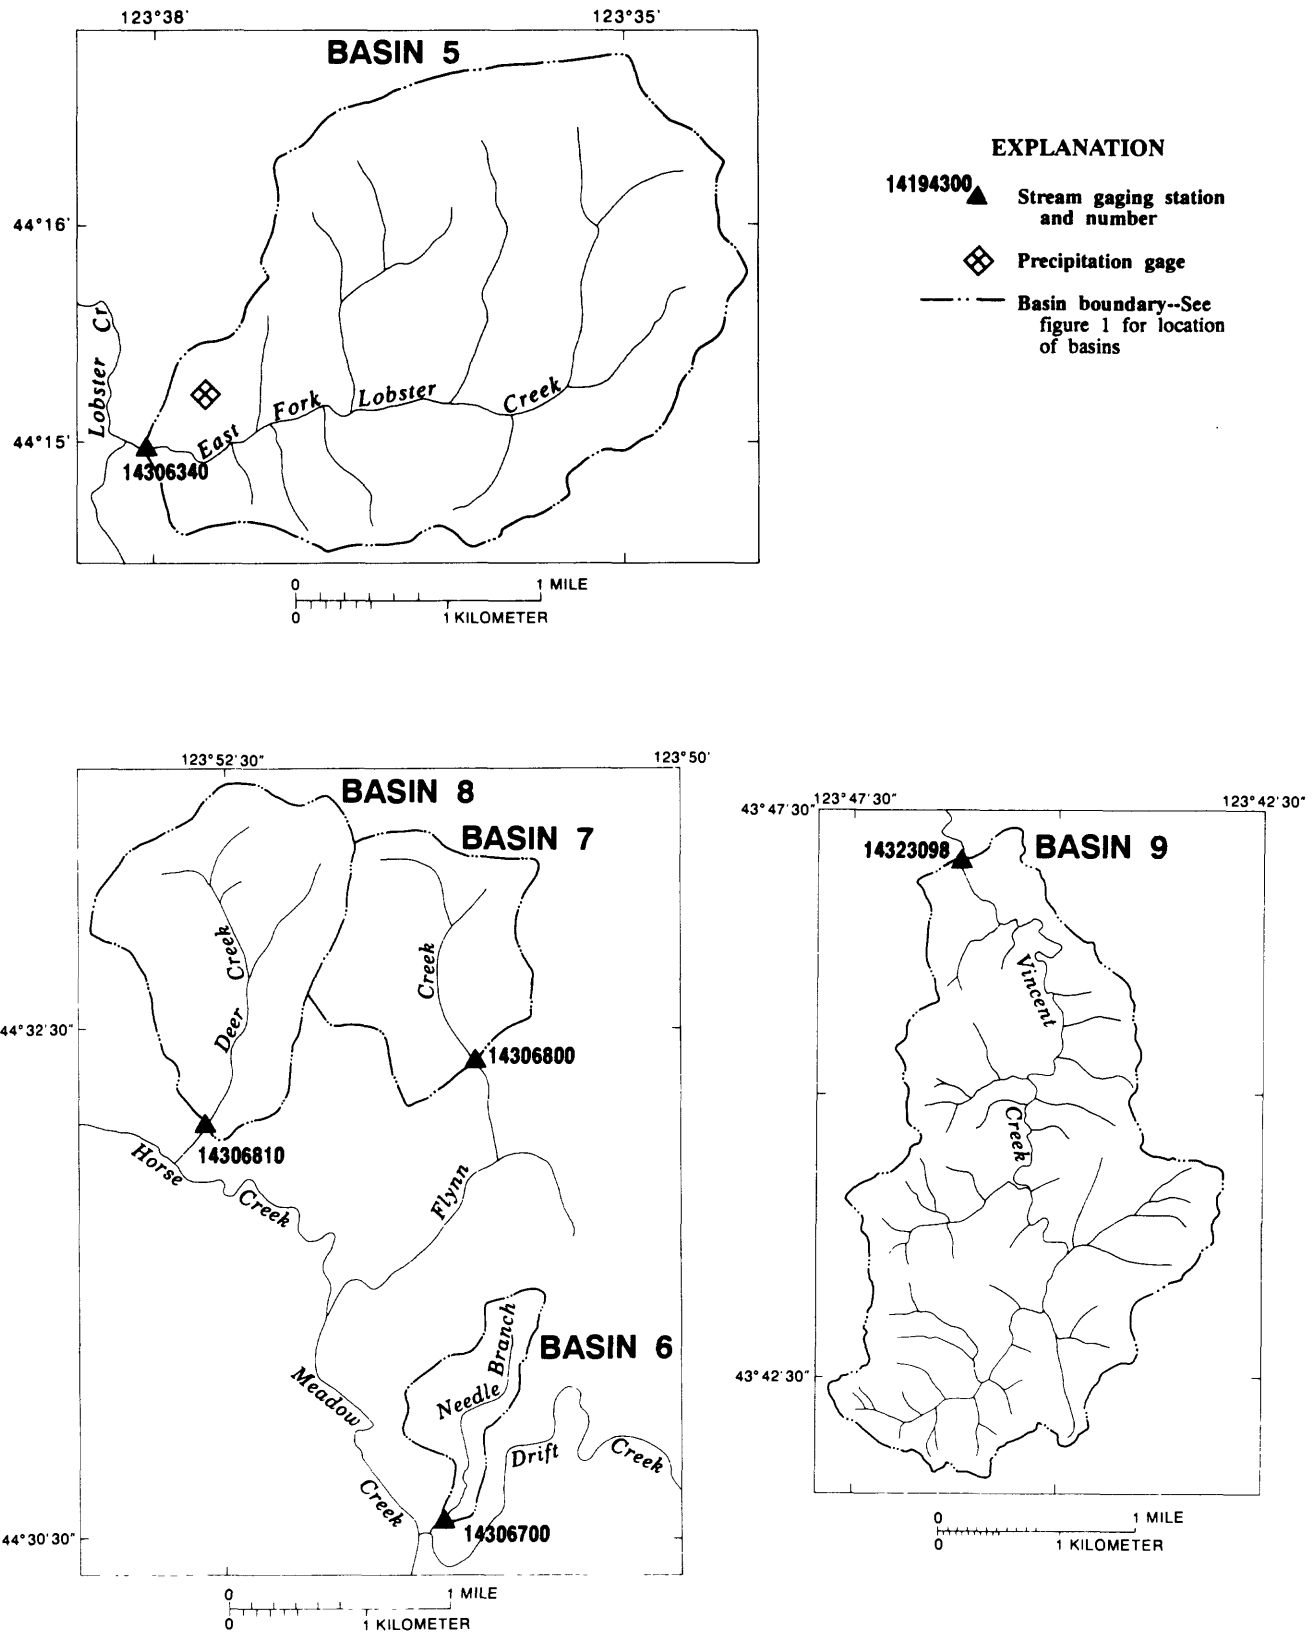 123°38'
123°35'
BASIN 5
44°16'
Lobster Cr
44°15'
East Fork Lobster Creek
14306340
0 1 MILE
0 1 KILOMETER
EXPLANATION
14194300
Stream gaging station
and number
Precipitation gage
Basin boundary--See
figure 1 for location
of basins
123°52'30"
123°50'
BASIN 8
BASIN 7
Deer Creek
Creek
44°32'30"
14306800
14306810
Horse Creek
Flynn
BASIN 6
Needle Branch
Meadow Creek
Drift Creek
44°30'30"
14306700
0 1 MILE
0 1 KILOMETER
43°47'30"
123°47'30"
123°42'30"
14323098
BASIN 9
Vincent
Creek
43°42'30"
0 1 MILE
0 1 KILOMETER